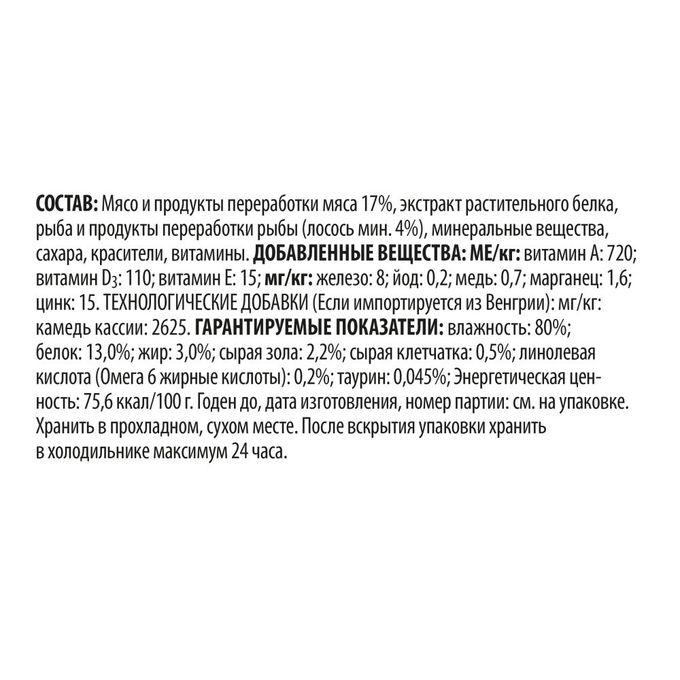 СОСТАВ: Мясо и продукты переработки мяса 17%, экстракт растительного белка,
рыба и продукты переработки рыбы (лосось мин. 4%), минеральные вещества,
сахара, красители, витамины. ДОБАВЛЕННЫЕ ВЕЩЕСТВА: МЕ/кг: витамин А: 720;
витамин D3: 110; витамин Е: 15; мг/кг: железо: 8; йод: 0,2; медь: 0,7; марганец: 1,6;
цинк: 15. ТЕХНОЛОГИЧЕСКИЕ ДОБАВКИ (Если импортируется из Венгрии): мг/кг:
камедь кассии: 2625. ГАРАНТИРУЕМЫЕ ПОКАЗАТЕЛИ: влажность: 80%;
белок: 13,0%; жир: 3,0%; сырая зола: 2,2%; сырая клетчатка: 0,5%; линолевая
кислота (Омега 6 жирные кислоты): 0,2%; таурин: 0,045%; Энергетическая цен-
ность: 75,6 ккал/100 г. Годен до, дата изготовления, номер партии: см. на упаковке.
Хранить в прохладном, сухом месте. После вскрытия упаковки хранить
в холодильнике максимум 24 часа.